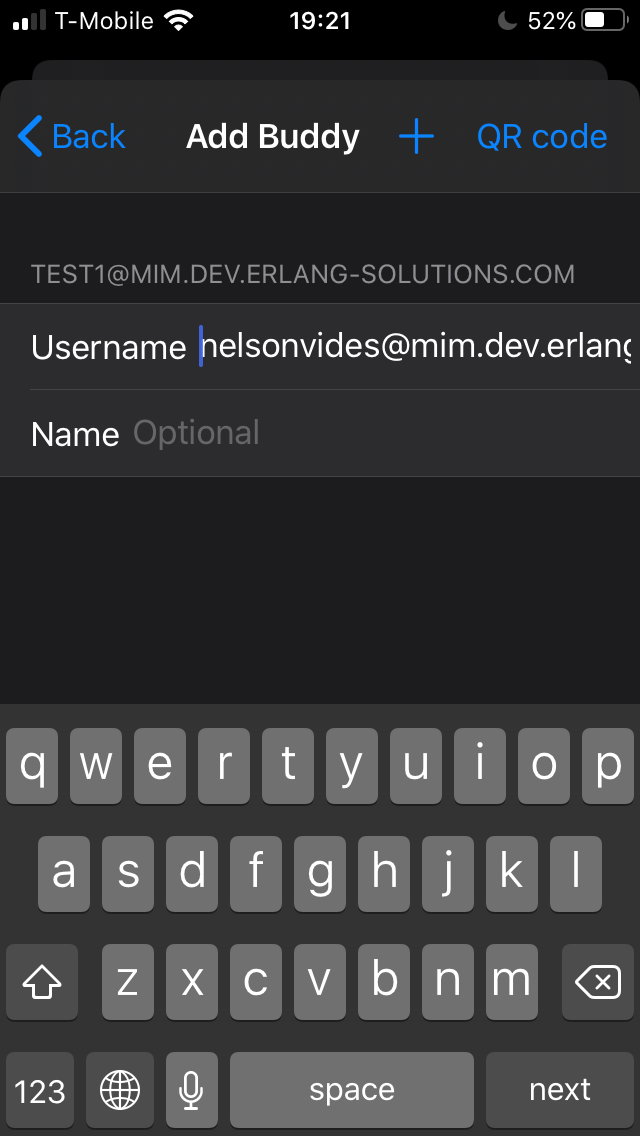 T-Mobile 19:21 52%
Back Add Buddy + QR code
TEST1@MIM.DEV.ERLANG-SOLUTIONS.COM
Username nelsonvides@mim.dev.erlang
Name Optional
q w e r t y u i o p
a s d f g h j k l
z x c v b n m
123 space next